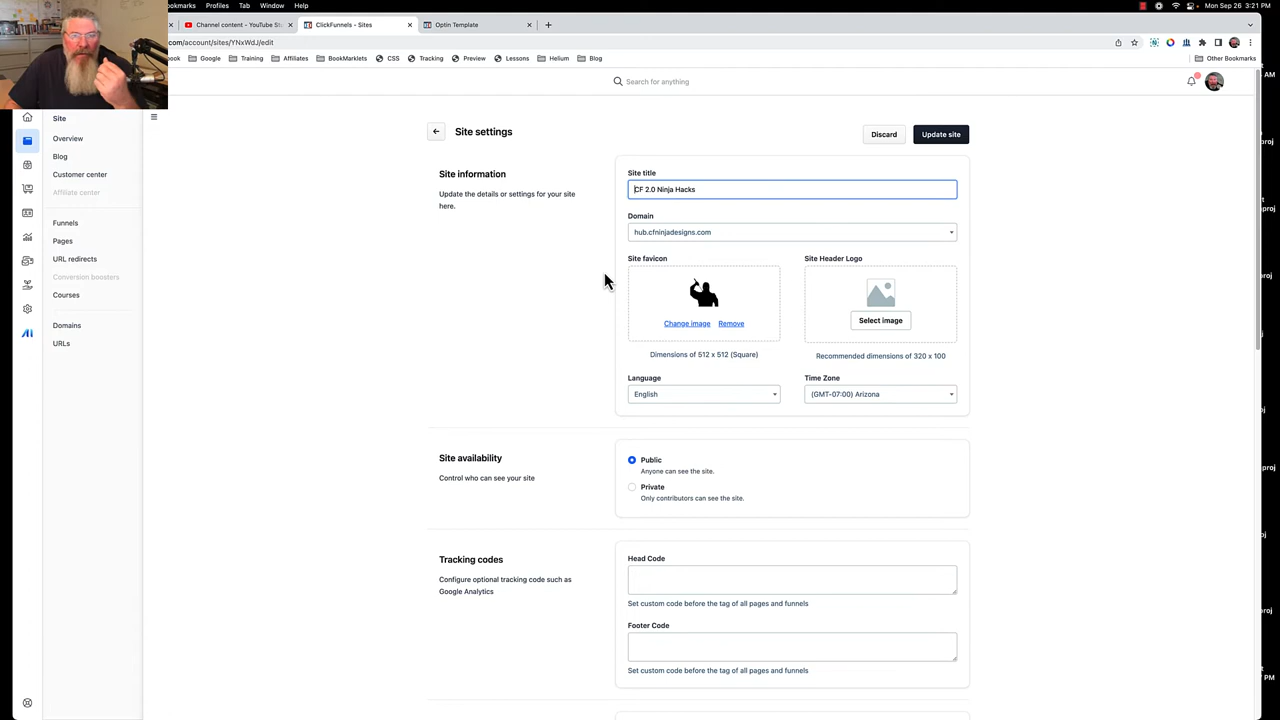 Profiles Tab Window Help
Mon Sep 26 3:21 PM
Channel content - YouTube St
ClickFunnels - Sites
Optin Template
com/account/sites/YNxWdJ/edit
book Google Training Affiliates BookMarklets CSS Tracking Preview Lessons Helium Blog Other Bookmarks
Search for anything
Site
Overview
Blog
Customer center
Affiliate center
Funnels
Pages
URL redirects
Conversion boosters
Courses
Domains
URLs
Site settings
Discard
Update site
Site information
Update the details or settings for your site
here.
Site title
CF 2.0 Ninja Hacks
Domain
hub.cfninjadesigns.com
Site favicon
Site Header Logo
Change image Remove
Select image
Dimensions of 512 x 512 (Square)
Recommended dimensions of 320 x 100
Language
Time Zone
English
(GMT-07:00) Arizona
Site availability
Control who can see your site
Public
Anyone can see the site.
Private
Only contributors can see the site.
Tracking codes
Configure optional tracking code such as
Google Analytics
Head Code
Set custom code before the tag of all pages and funnels
Footer Code
Set custom code before the tag of all pages and funnels